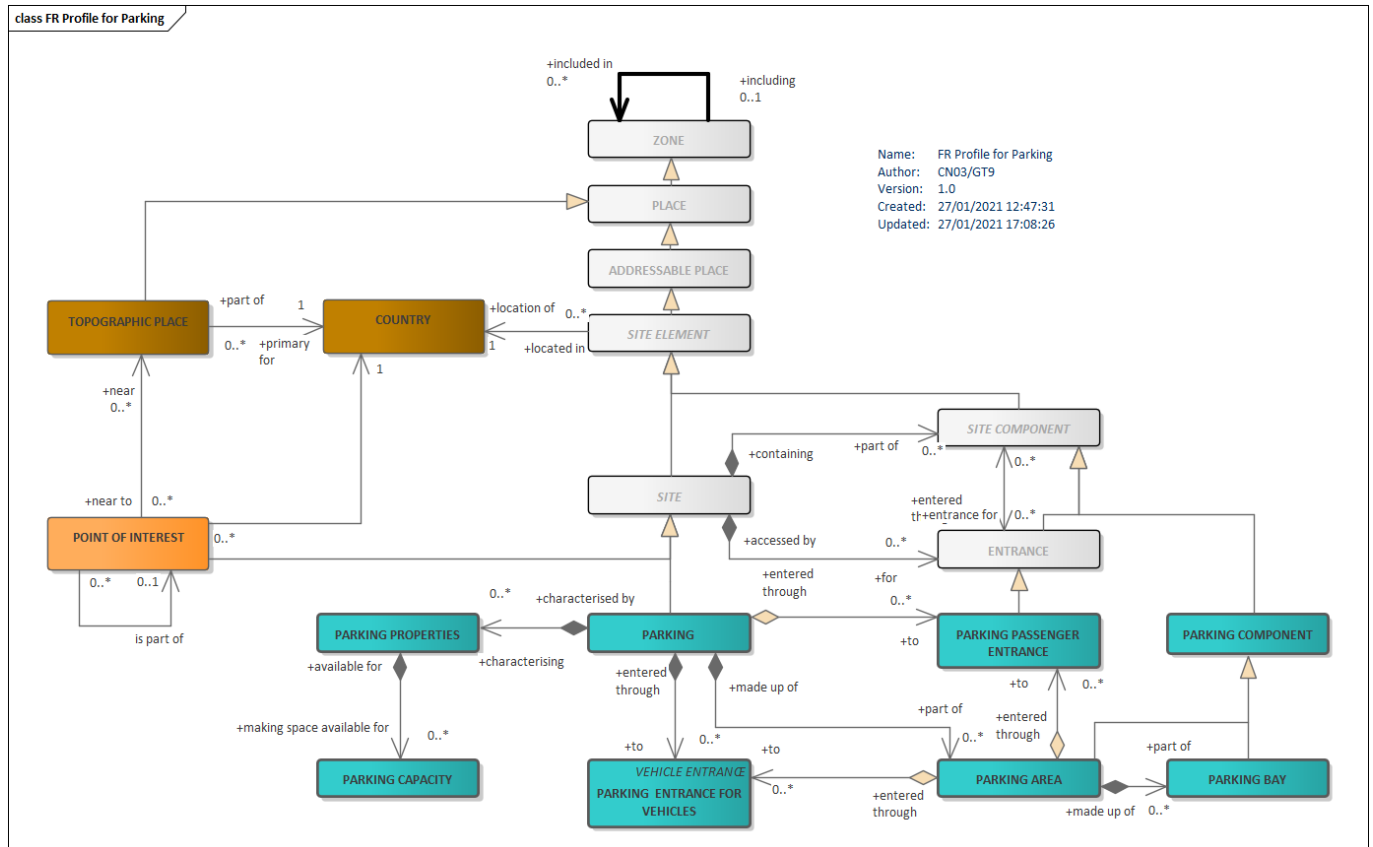 class FR Profile for Parking
+included in
0..*
+including
0..1
ZONE
Name: FR Profile for Parking
Author: CN03/GT9
Version: 1.0
Created: 27/01/2021 12:47:31
Updated: 27/01/2021 17:08:26
PLACE
ADDRESSABLE PLACE
TOPOGRAPHIC PLACE
+part of
1
0..*
+primary
for
COUNTRY
+location of
0..*
1
+located in
SITE ELEMENT
+near
0..*
1
SITE COMPONENT
+containing
+part of
0..*
0..*
SITE
+near to
0..*
+entered
+entrance for
0..*
POINT OF INTEREST
0..*
+accessed by
0..*
ENTRANCE
0..*
0..1
is part of
+entered
through
+for
0..*
0..*
+characterised by
PARKING PROPERTIES
PARKING
PARKING PASSENGER
ENTRANCE
PARKING COMPONENT
+to
+available for
+characterising
+entered
through
+made up of
+to
0..*
+making space available for
0..*
+to
0..*
+to
+part of
0..*
+entered
through
+part of
PARKING CAPACITY
VEHICLE ENTRANCE
PARKING ENTRANCE FOR
VEHICLES
0..*
+entered
through
PARKING AREA
+made up of
0..*
PARKING BAY